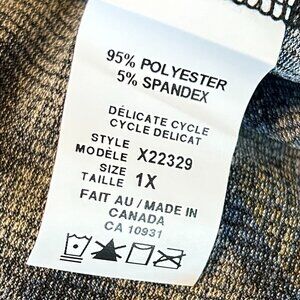 95% POLYESTER
5% SPANDEX
DÉLICATE CYCLE
CYCLE DELICAT
STYLE
MODÈLE X22329
SIZE
TAILLE 1X
FAIT AU / MADE IN
CANADA
CA 10931